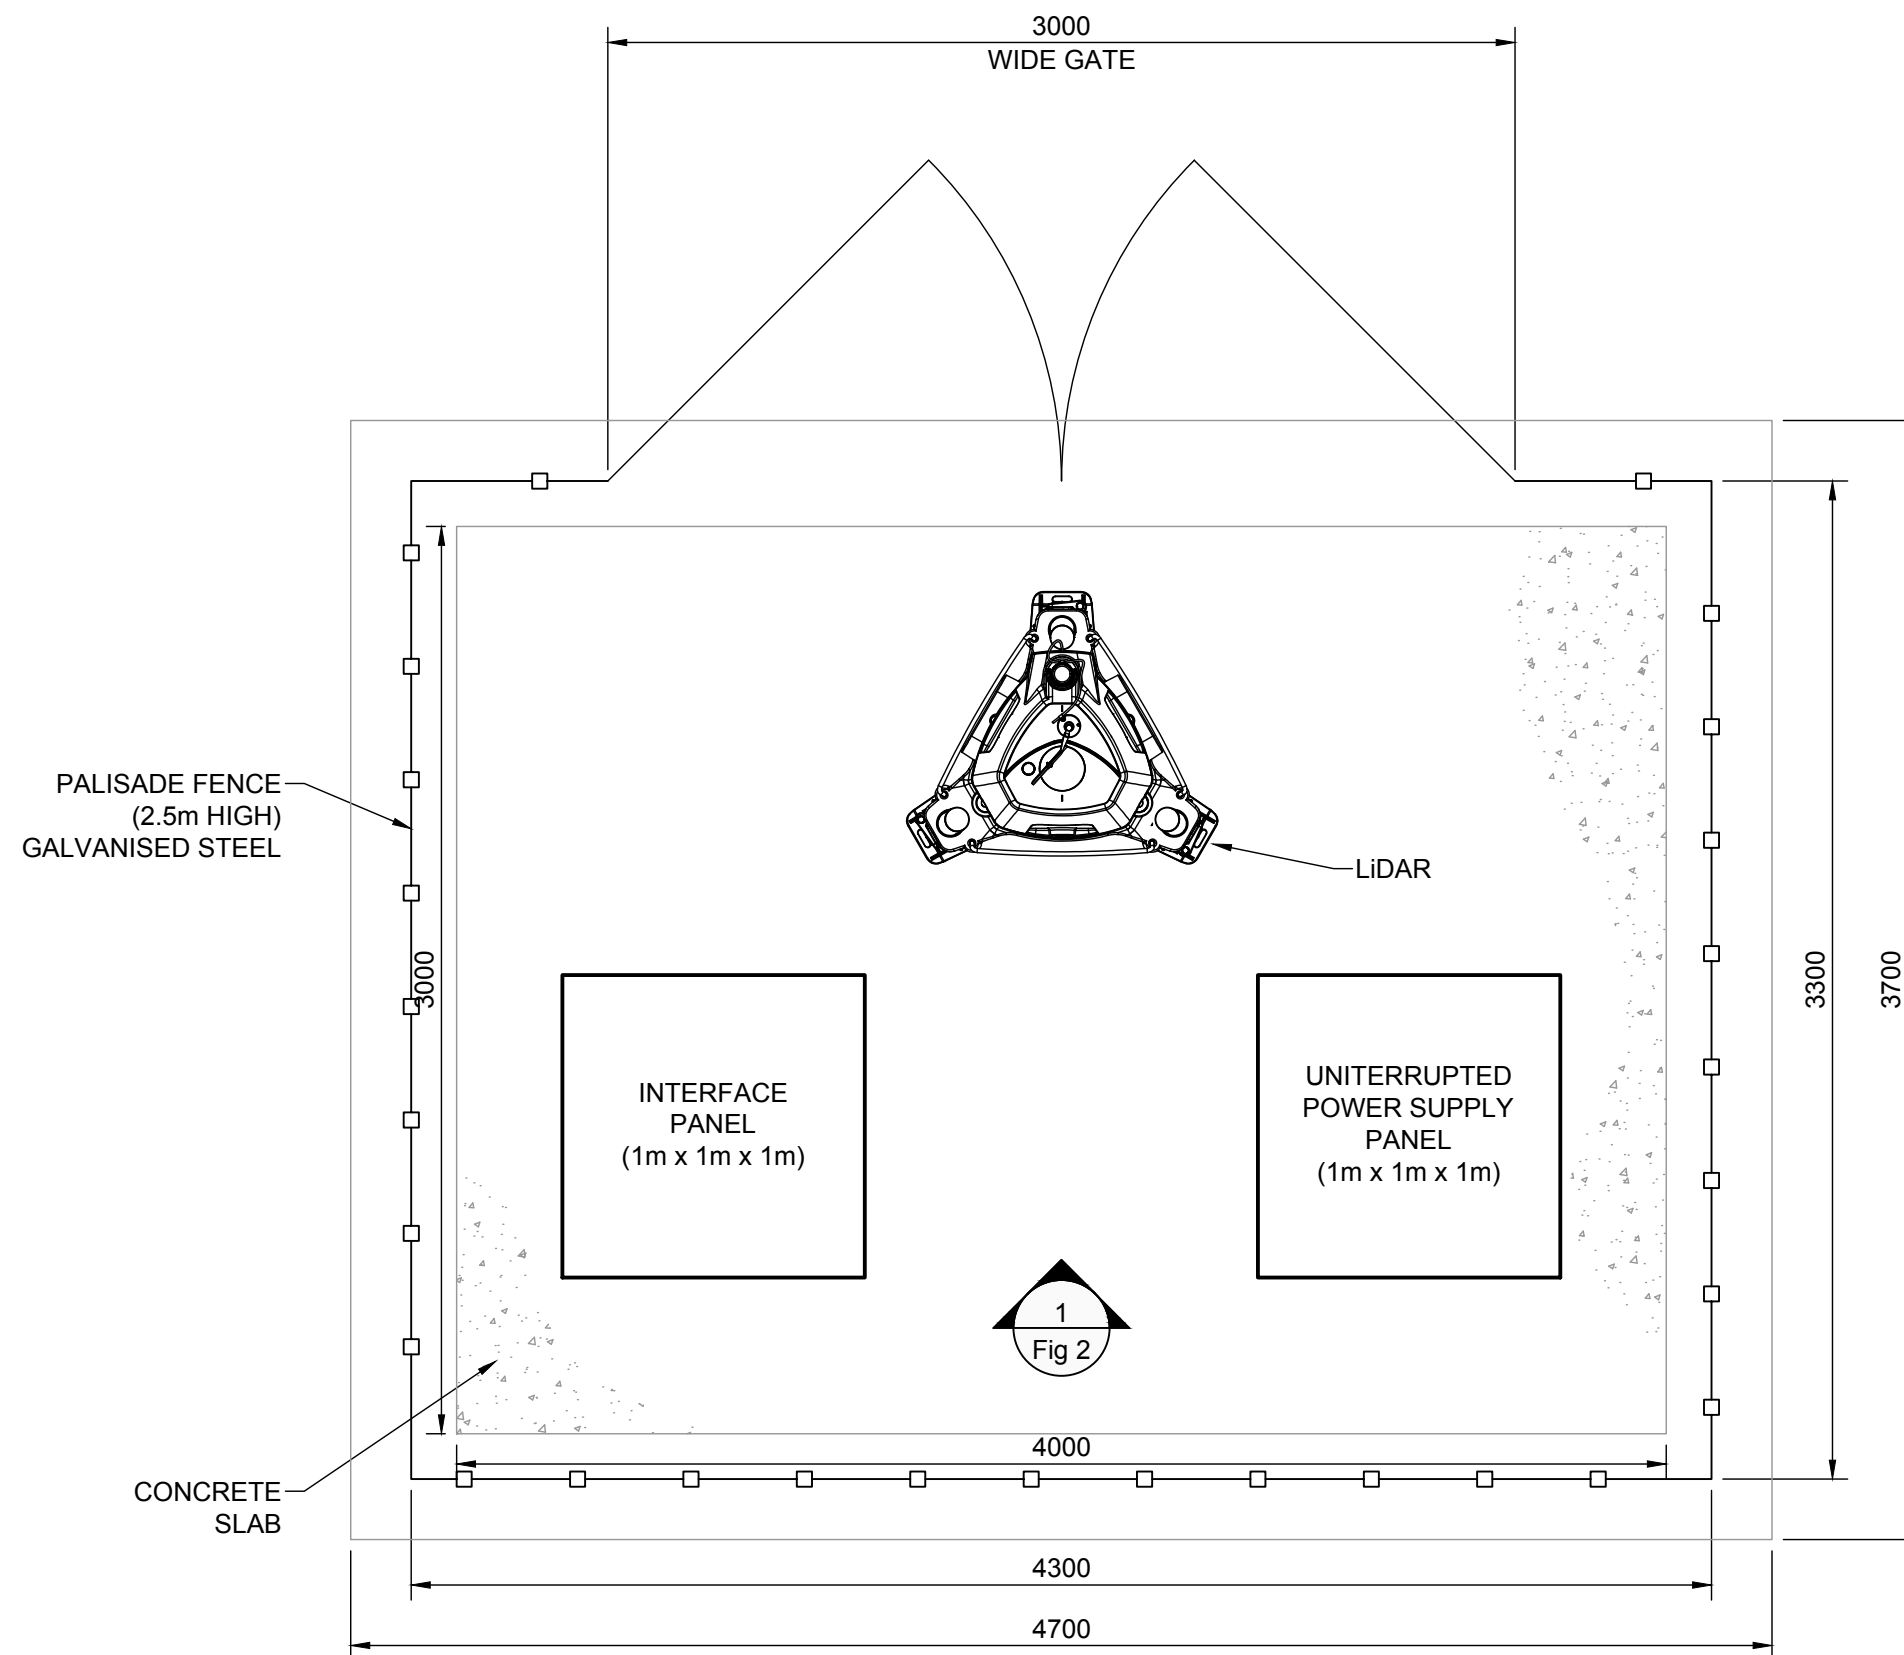 3000
WIDE GATE
PALISADE FENCE
(2.5m HIGH)
GALVANISED STEEL
LiDAR
3000
3300
3700
INTERFACE
PANEL
(1m x 1m x 1m)
UNITERRUPTED
POWER SUPPLY
PANEL
(1m x 1m x 1m)
1
Fig 2
4000
CONCRETE
SLAB
4300
4700